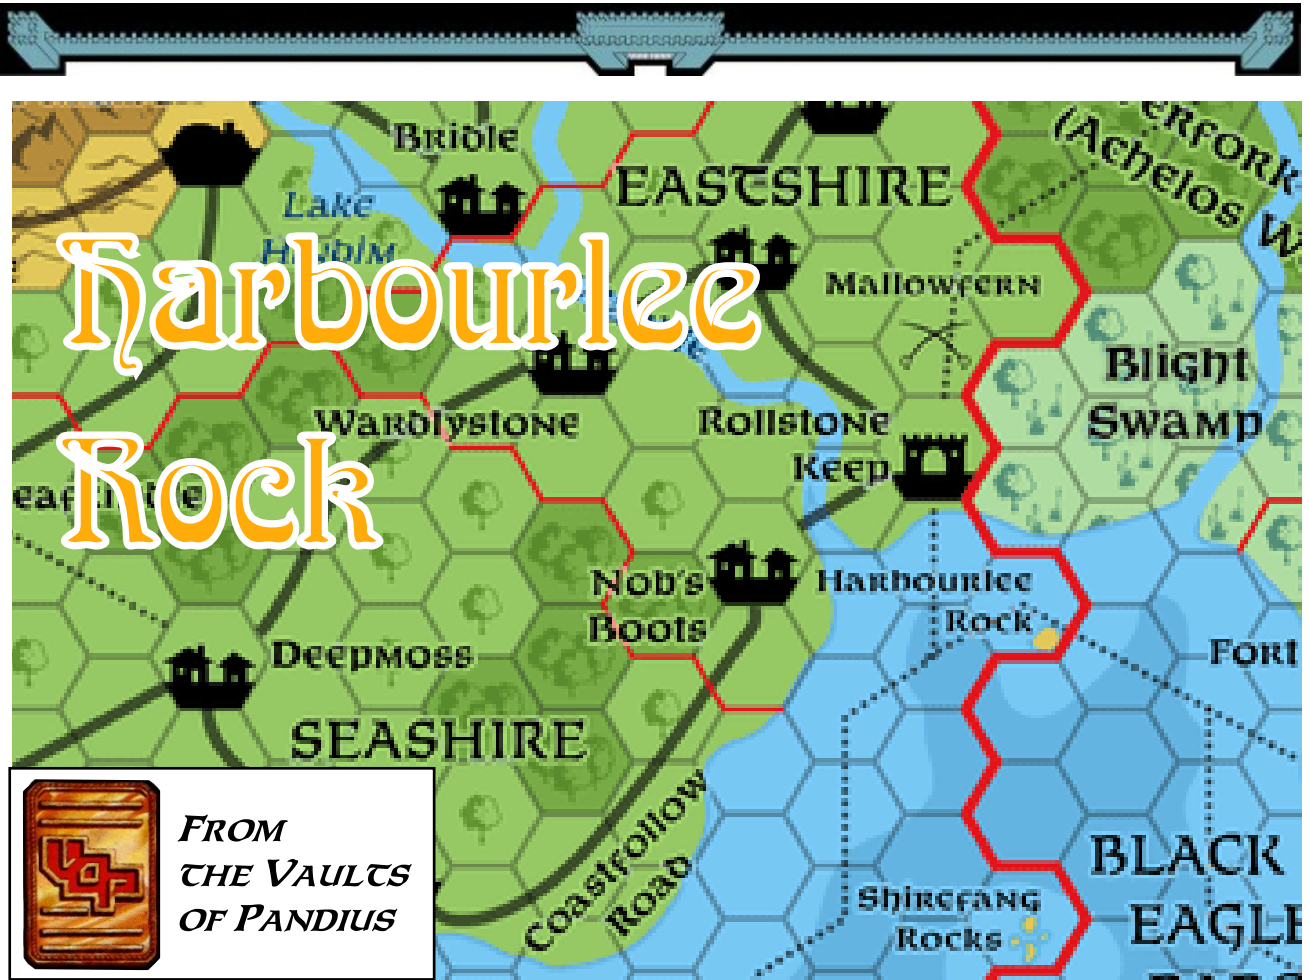 Bridle
EASTSHIRE
(Achelos
Lake
Mallowfern
Harbourlee
Rock
Blight
Swamp
Wardlystone
Rollstone
Keep
Nob's
Boots
Harbourlee
Rock
Deepmoss
Fort
SEASHIRE
Coastfollow
Road
BLACK
EAGLE
Shirefang
Rocks
From
the Vaults
of Pandius